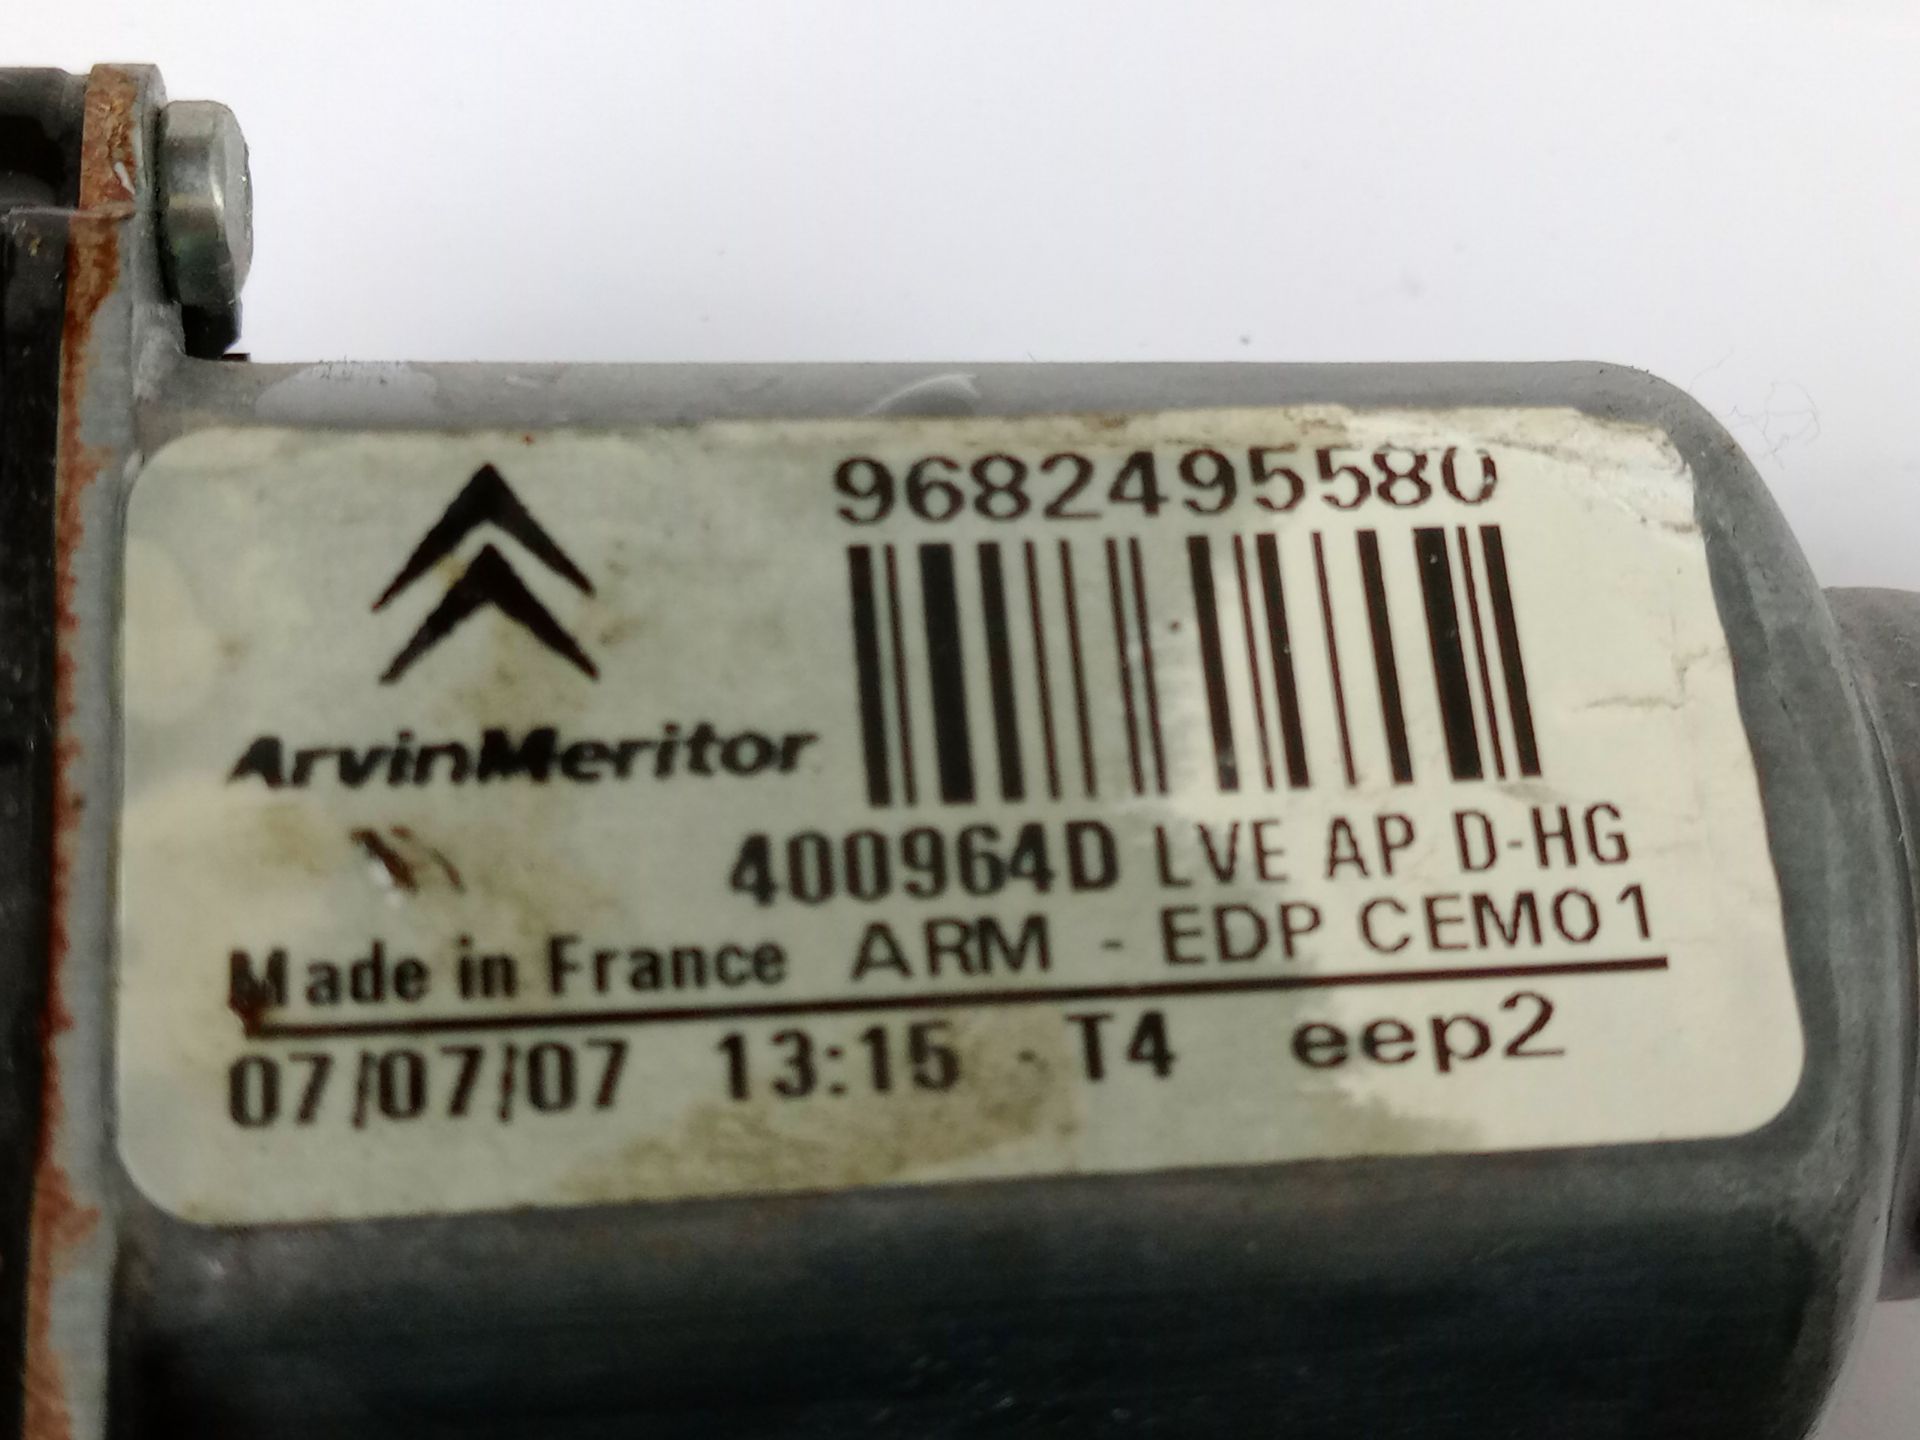 9682495580
ArvinMeritor
400964D LVE AP D-HG
Made in France ARM - EDP CEM01
07/07/07 13:15 - T4 eep2